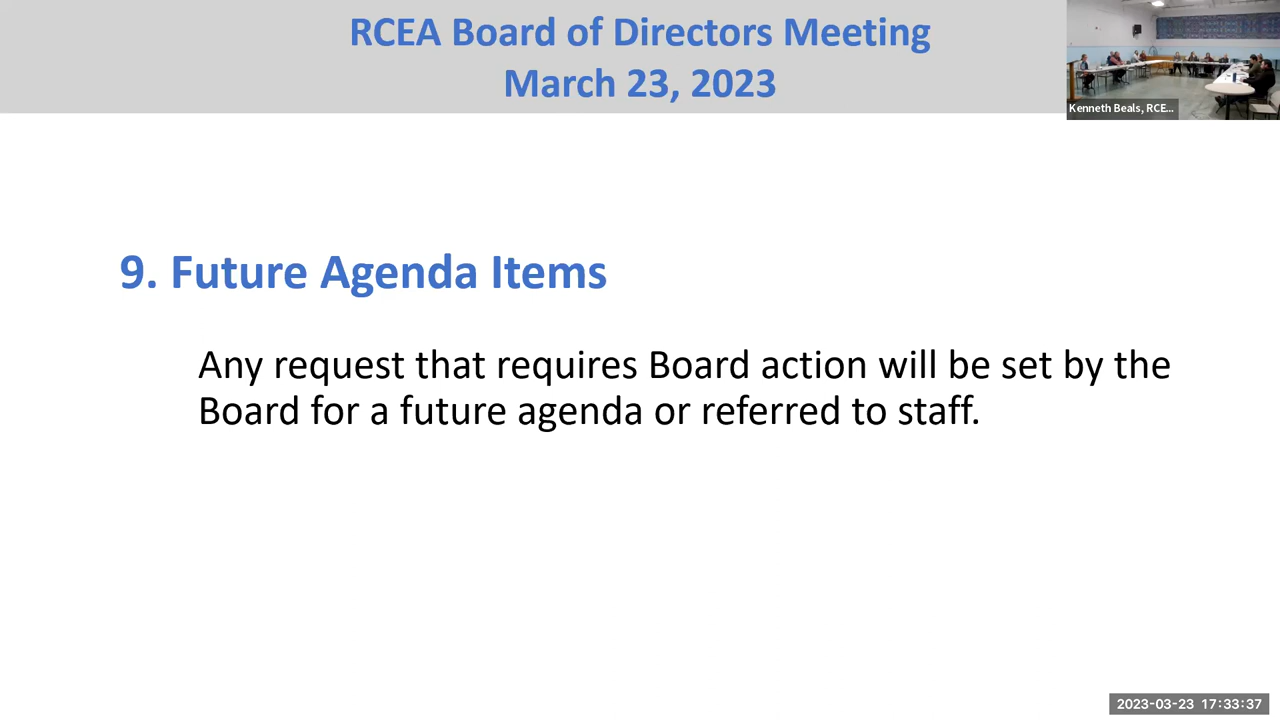 RCEA Board of Directors Meeting
March 23, 2023
Kenneth Beals, RCE...
9. Future Agenda Items
Any request that requires Board action will be set by the
Board for a future agenda or referred to staff.
2023-03-23 17:33:37